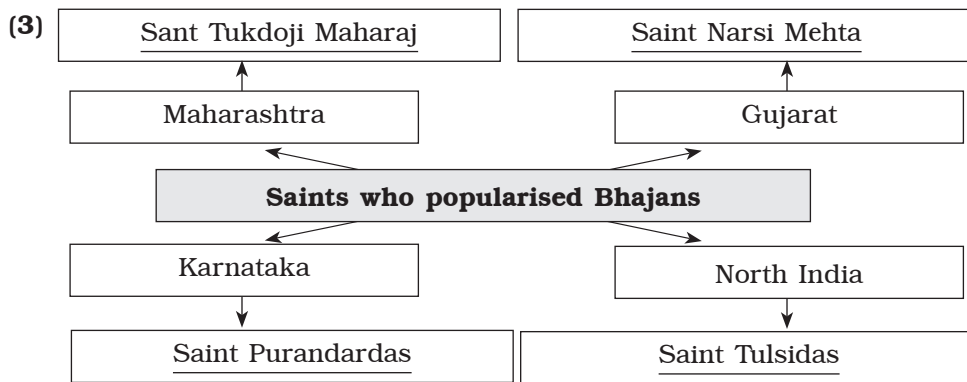 (3)
Sant Tukdoji Maharaj
Saint Narsi Mehta
Maharashtra
Gujarat
Saints who popularised Bhajans
Karnataka
North India
Saint Purandardas
Saint Tulsidas